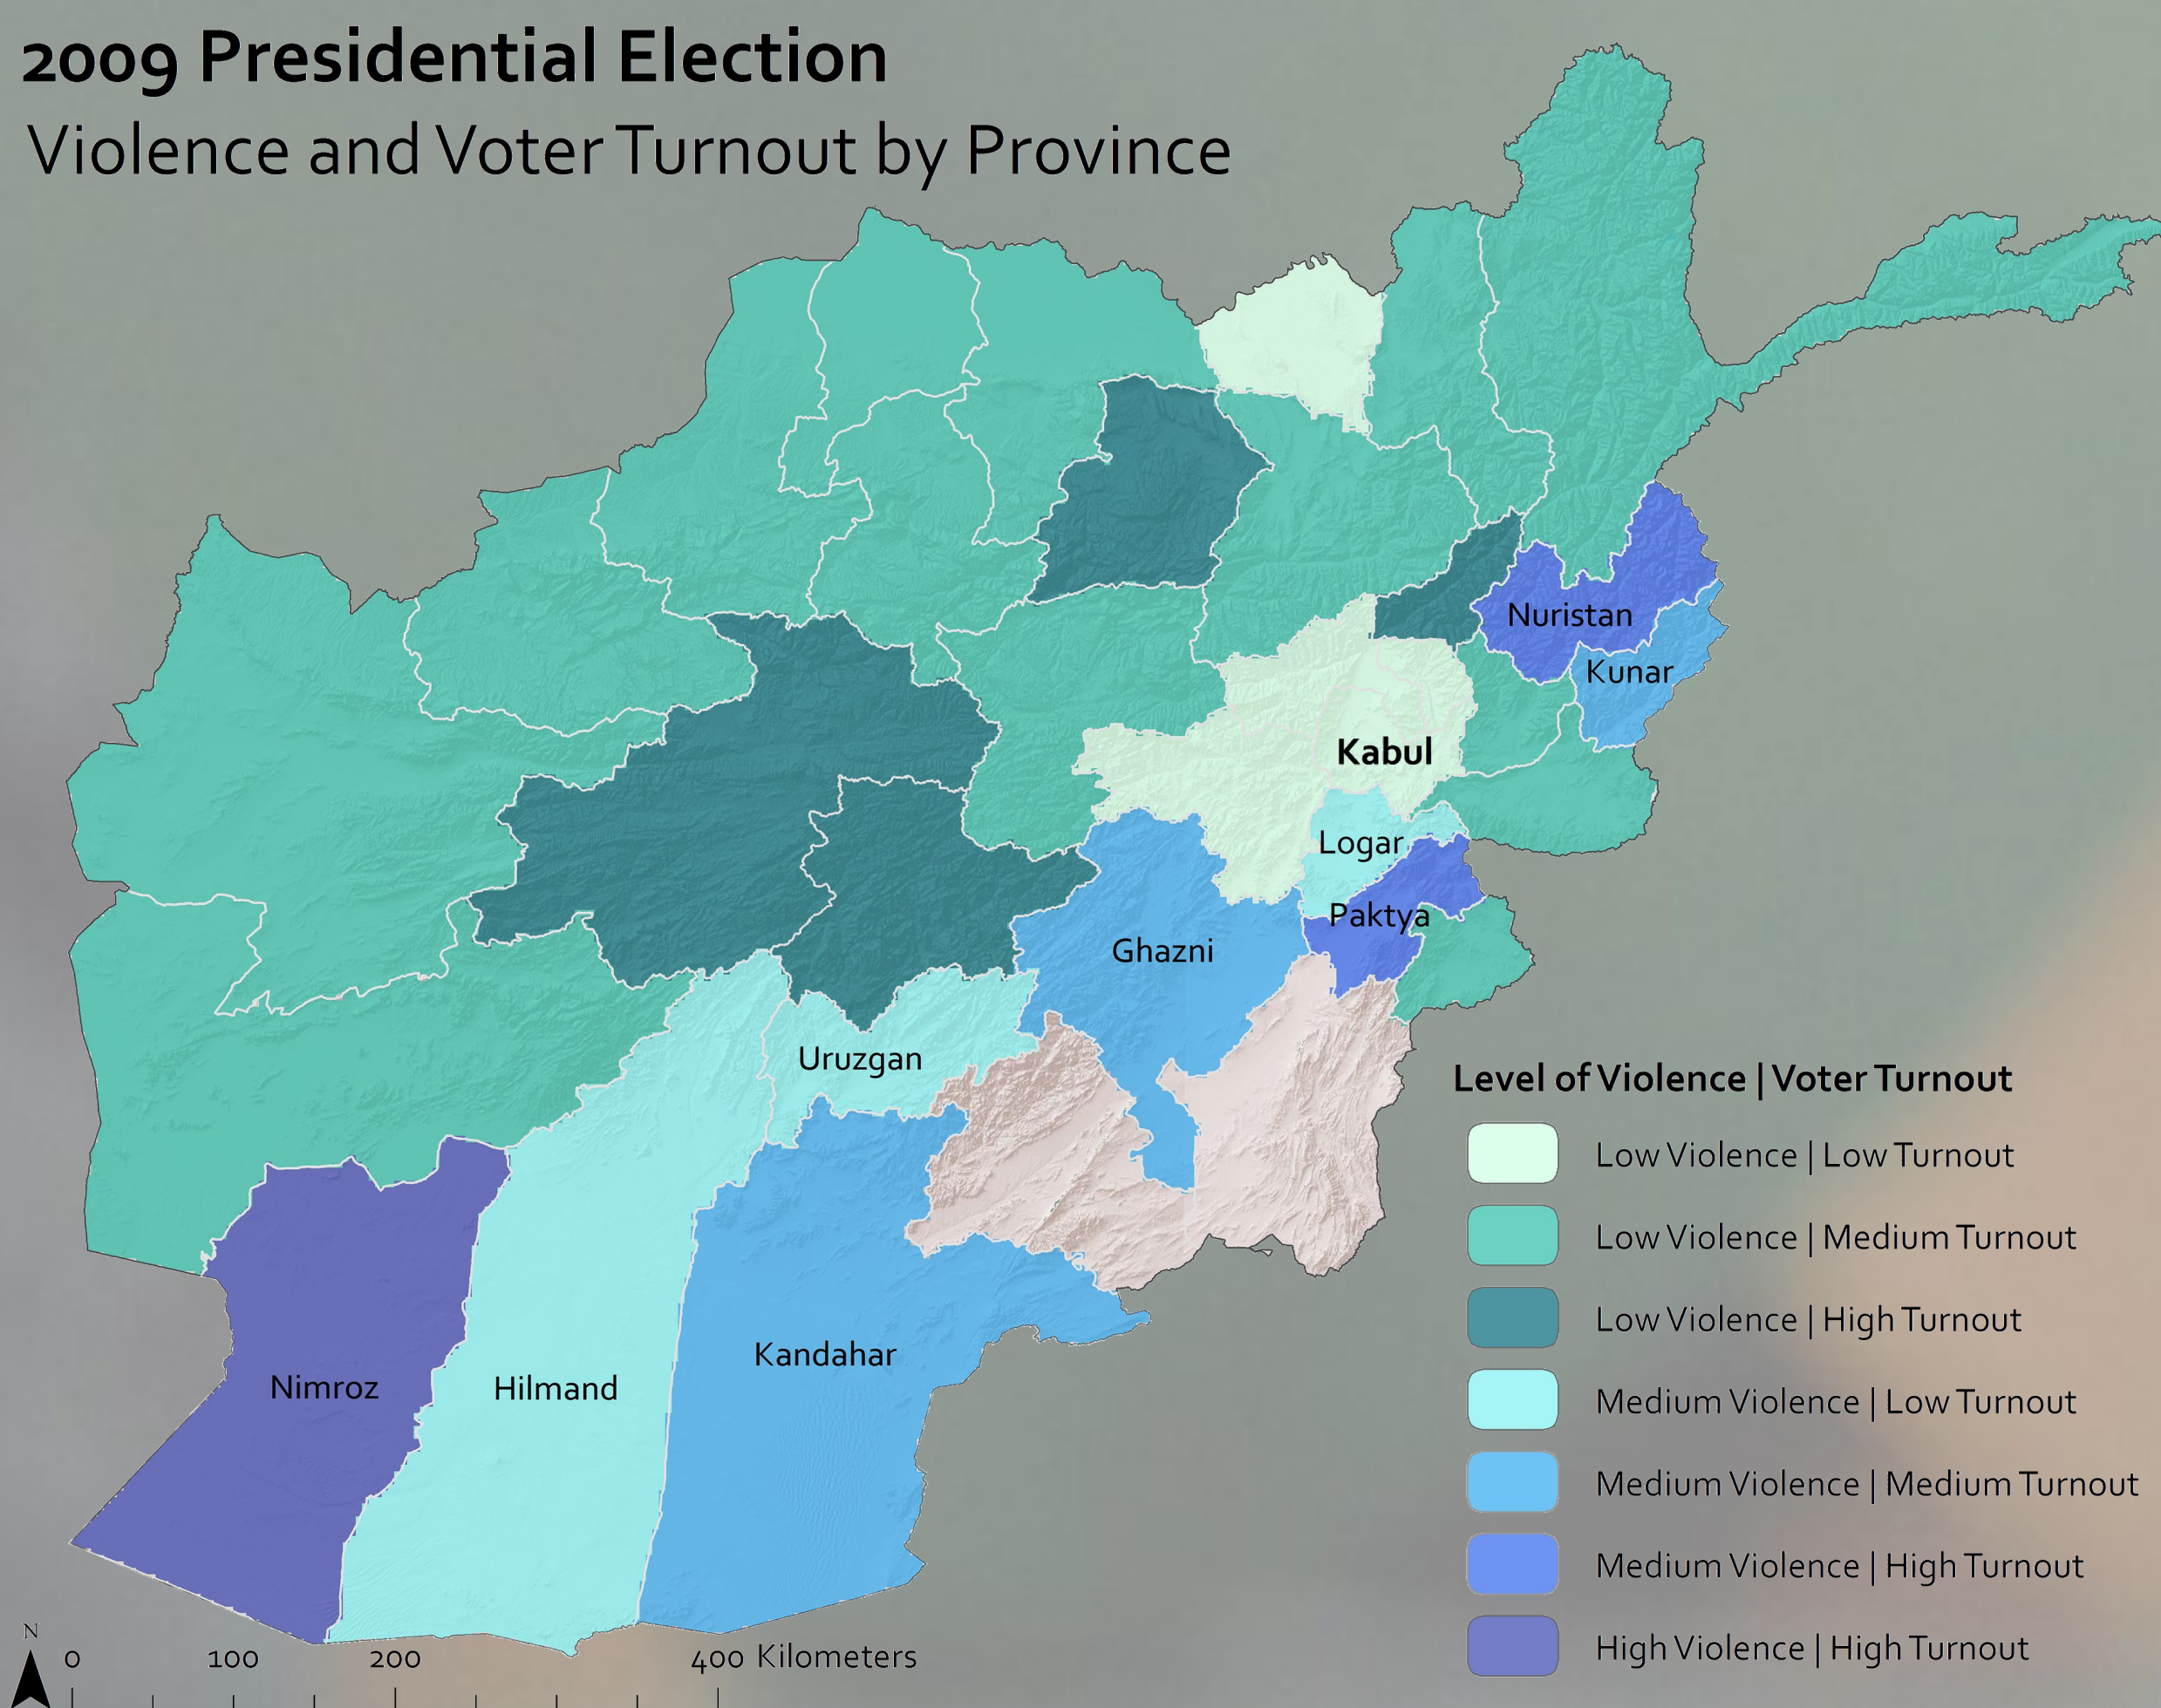 2009 Presidential Election
Violence and Voter Turnout by Province
Nuristan
Kunar
Kabul
Logar
Paktya
Ghazni
Uruzgan
Kandahar
Nimroz
Hilmand
Level of Violence | Voter Turnout
Low Violence | Low Turnout
Low Violence | Medium Turnout
Low Violence | High Turnout
Medium Violence | Low Turnout
Medium Violence | Medium Turnout
Medium Violence | High Turnout
High Violence | High Turnout
N
0 100 200 400 Kilometers